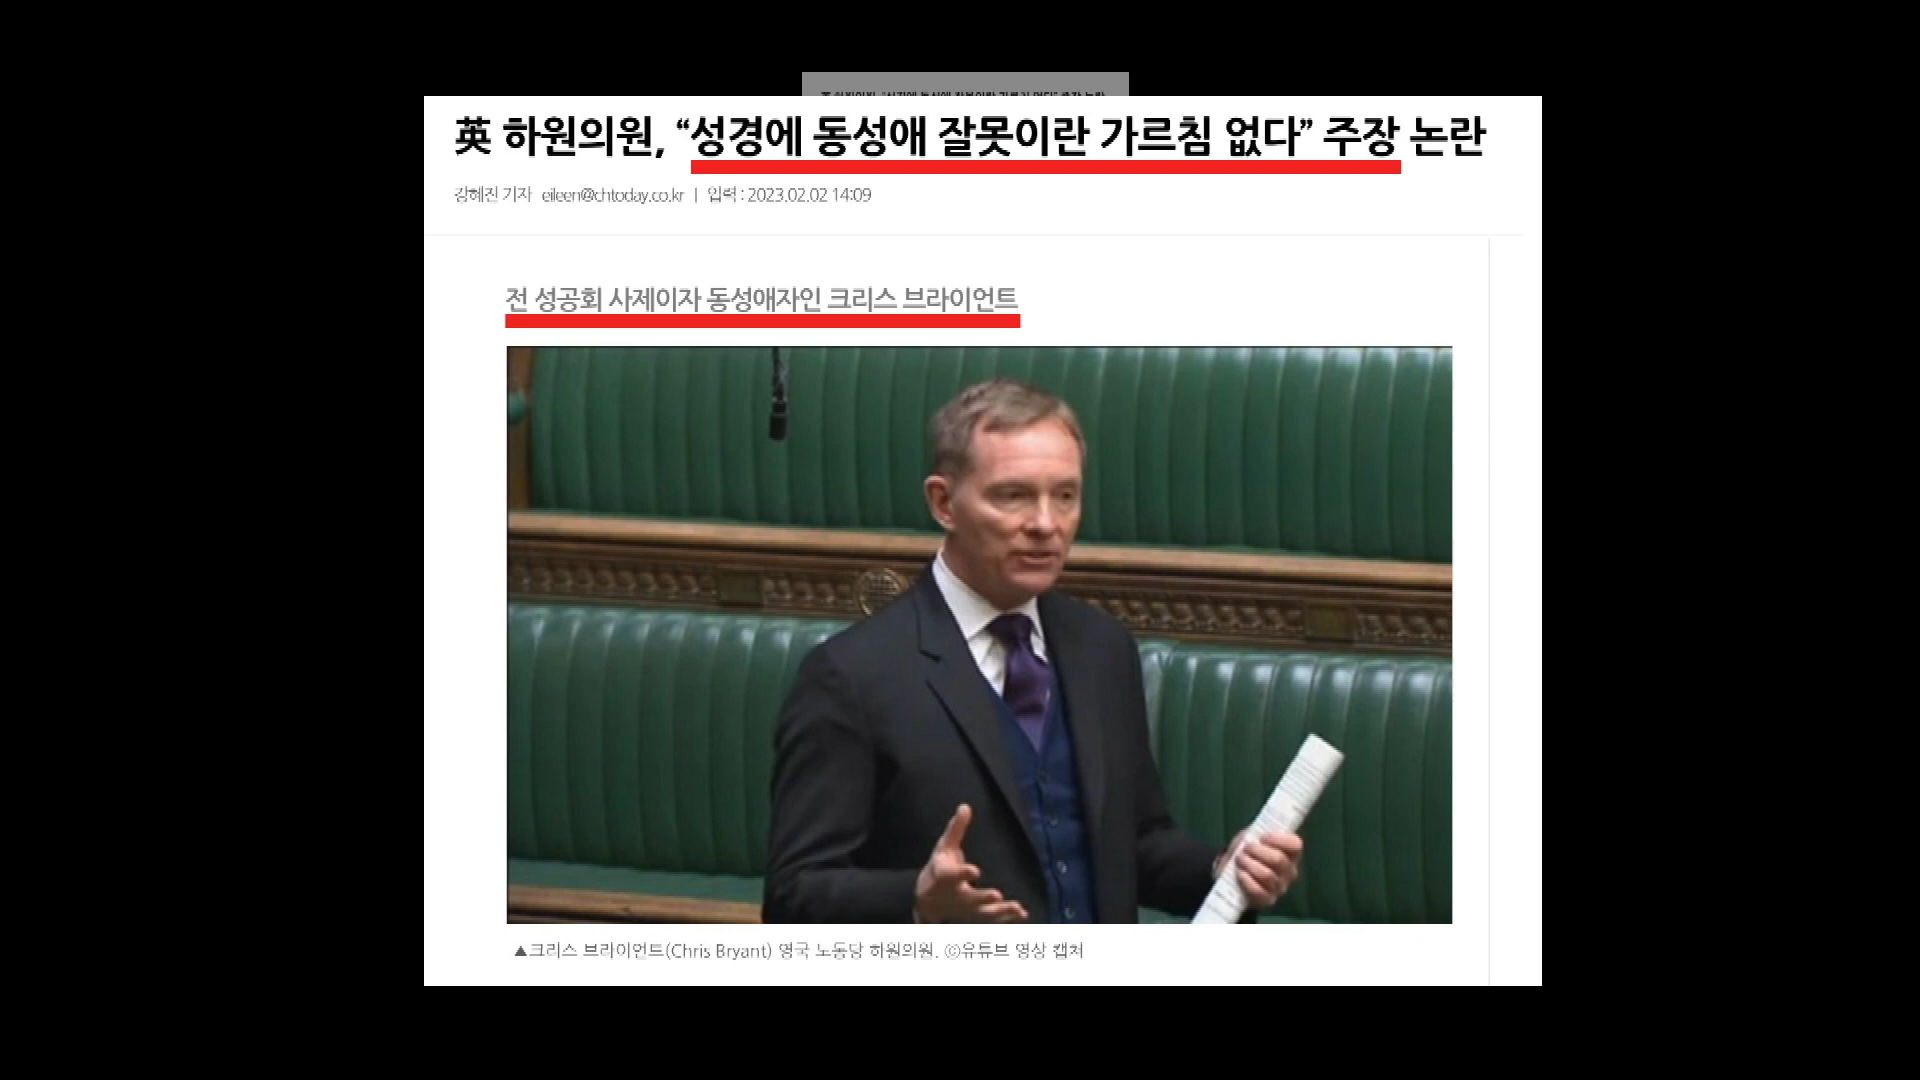 英 하원의원, “성경에 동성애 잘못이란 가르침 없다” 주장 논란
강혜진 기자 eileen@chtoday.co.kr | 입력 : 2023.02.02 14:09
전 성공회 사제이자 동성애자인 크리스 브라이언트
▲크리스 브라이언트(Chris Bryant) 영국 노동당 하원의원. ⓒ유튜브 영상 캡처